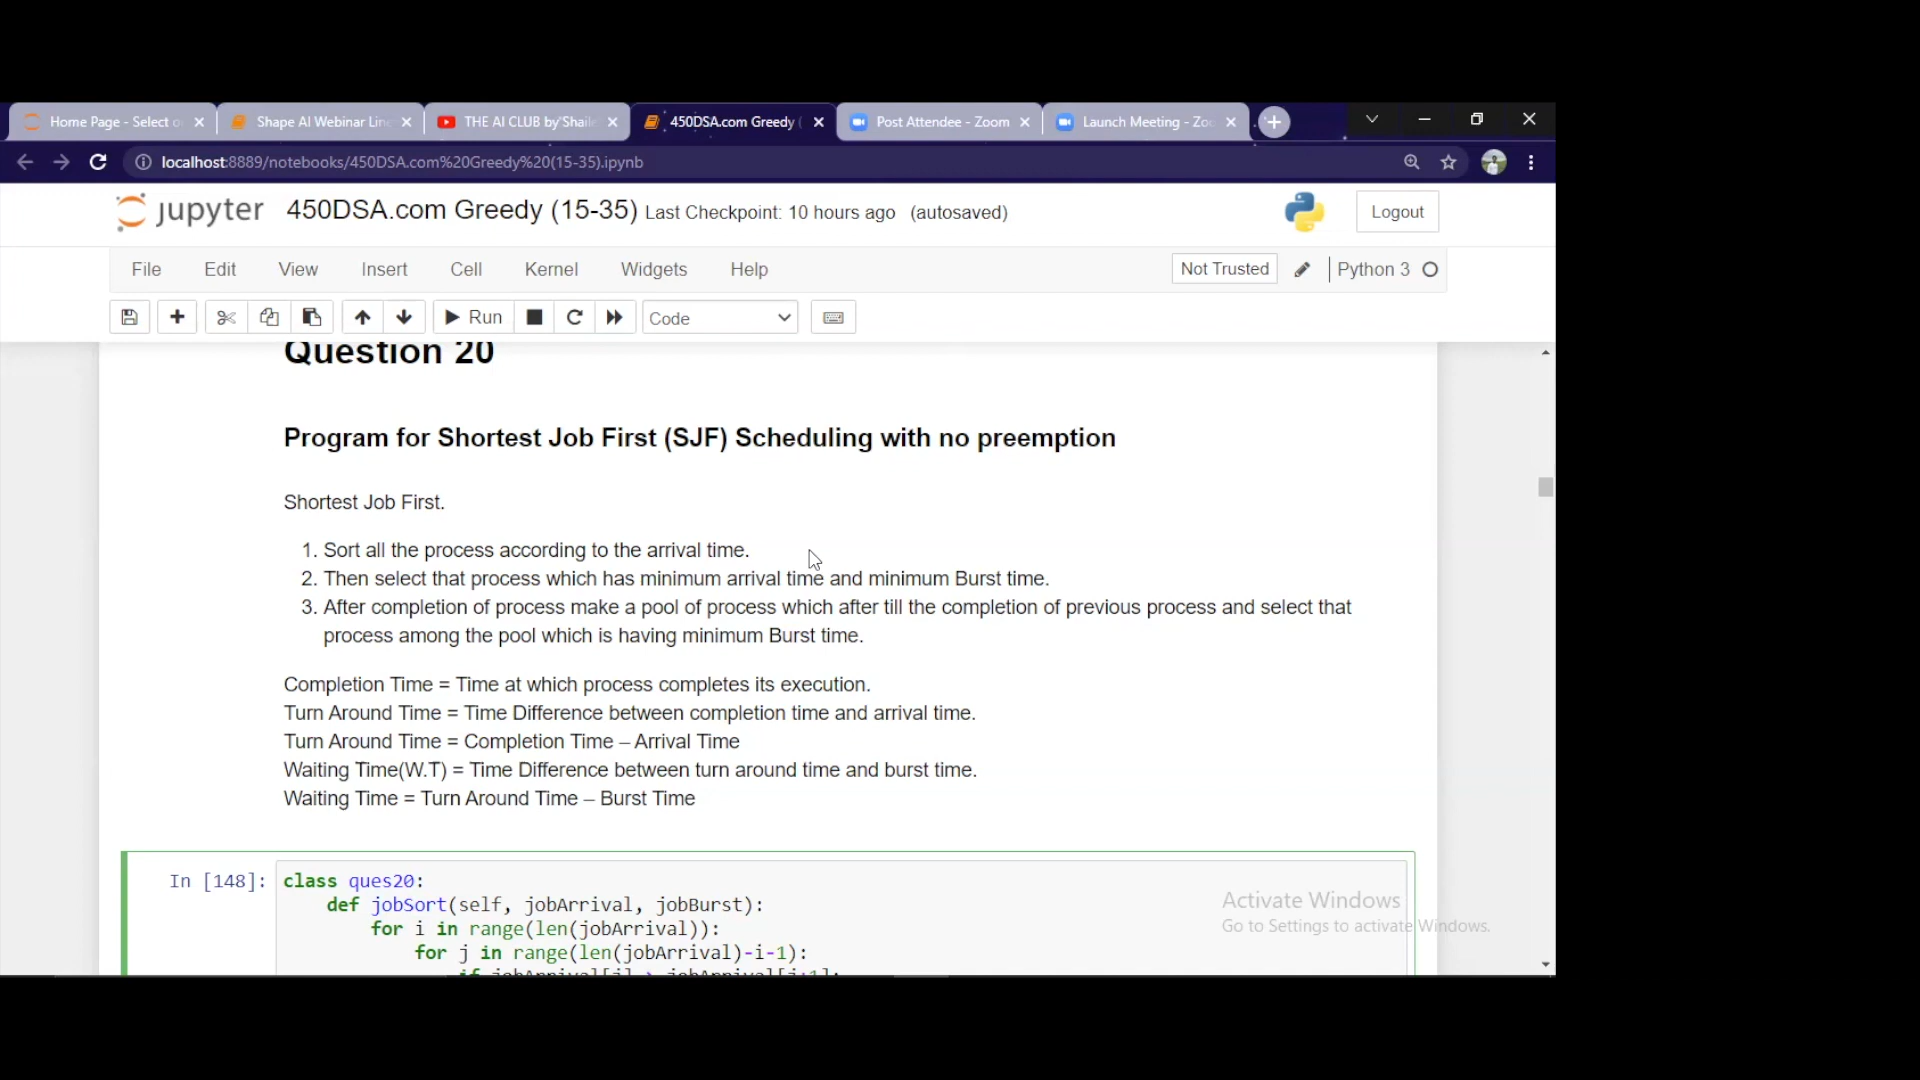 Home Page - Select o
Shape AI Webinar Lin
THE AI CLUB by'Shail
450DSA.com Greedy (
Post Attendee - Zoom
Launch Meeting - Zo
localhost:8889/notebooks/450DSA.com%20Greedy%20(15-35).ipynb
jupyter 450DSA.com Greedy (15-35) Last Checkpoint: 10 hours ago (autosaved)
Logout
File Edit View Insert Cell Kernel Widgets Help
Not Trusted
Python 3
Run
Code
Question 20
Program for Shortest Job First (SJF) Scheduling with no preemption
Shortest Job First.
1. Sort all the process according to the arrival time.
2. Then select that process which has minimum arrival time and minimum Burst time.
3. After completion of process make a pool of process which after till the completion of previous process and select that
process among the pool which is having minimum Burst time.
Completion Time = Time at which process completes its execution.
Turn Around Time = Time Difference between completion time and arrival time.
Turn Around Time = Completion Time – Arrival Time
Waiting Time(W.T) = Time Difference between turn around time and burst time.
Waiting Time = Turn Around Time – Burst Time
In [148]: class ques20:
def jobSort(self, jobArrival, jobBurst):
for i in range(len(jobArrival)):
for j in range(len(jobArrival)-i-1):
if jobArrival[j] > jobArrival[j+1]:
Activate Windows
Go to Settings to activate Windows.